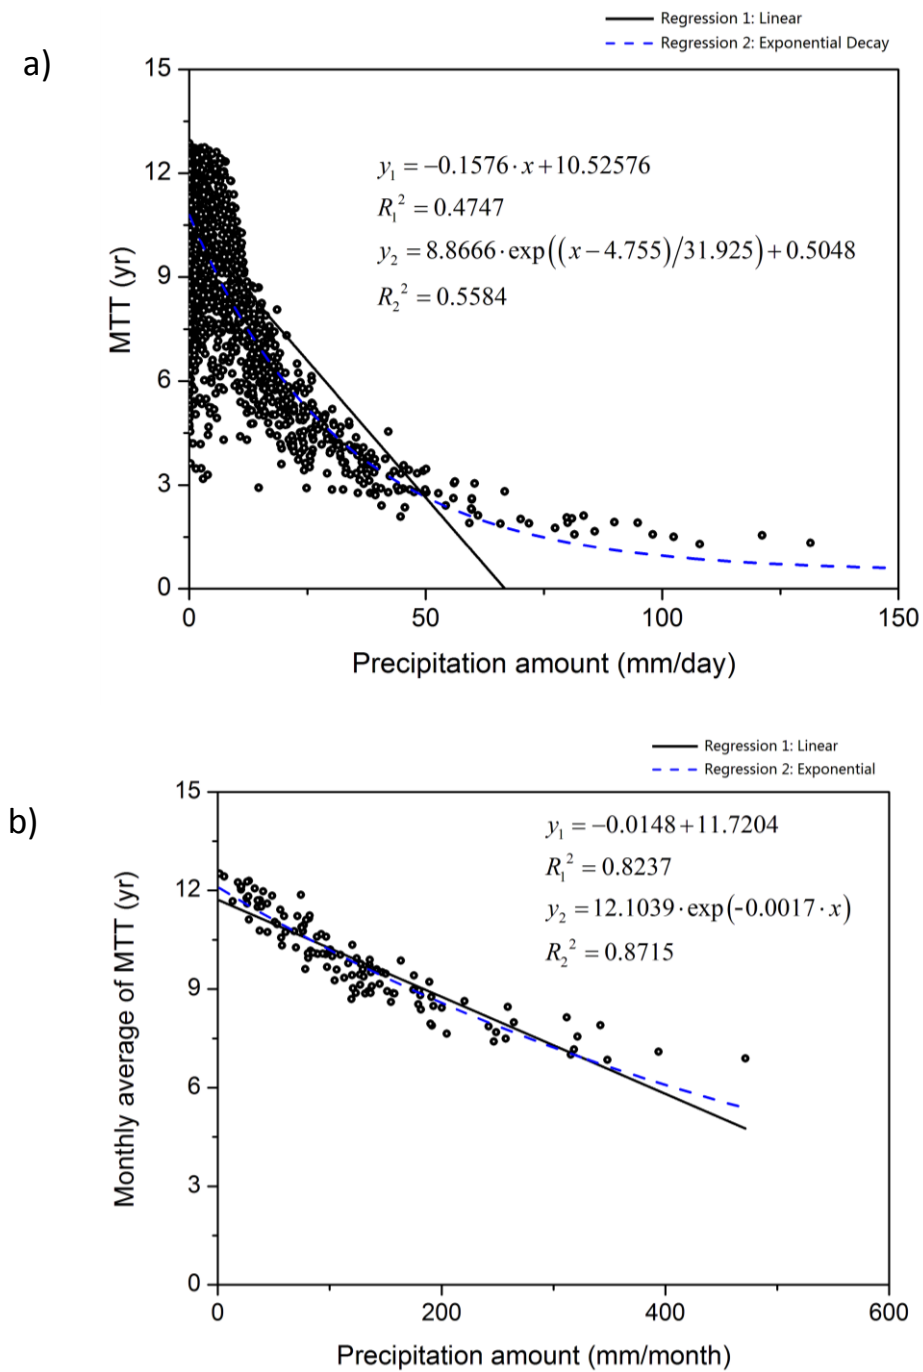 Regression 1: Linear
Regression 2: Exponential Decay
a)
15
12
9
6
3
0
MTT (yr)
y₁ = −0.1576·x+10.52576
R₁² = 0.4747
y₂ = 8.8666·exp((x−4.755)/31.925)+0.5048
R₂² = 0.5584
0 50 100 150
Precipitation amount (mm/day)
Regression 1: Linear
Regression 2: Exponential
b)
15
12
9
6
3
0
Monthly average of MTT (yr)
y₁ = −0.0148+11.7204
R₁² = 0.8237
y₂ = 12.1039·exp(-0.0017·x)
R₂² = 0.8715
0 200 400 600
Precipitation amount (mm/month)